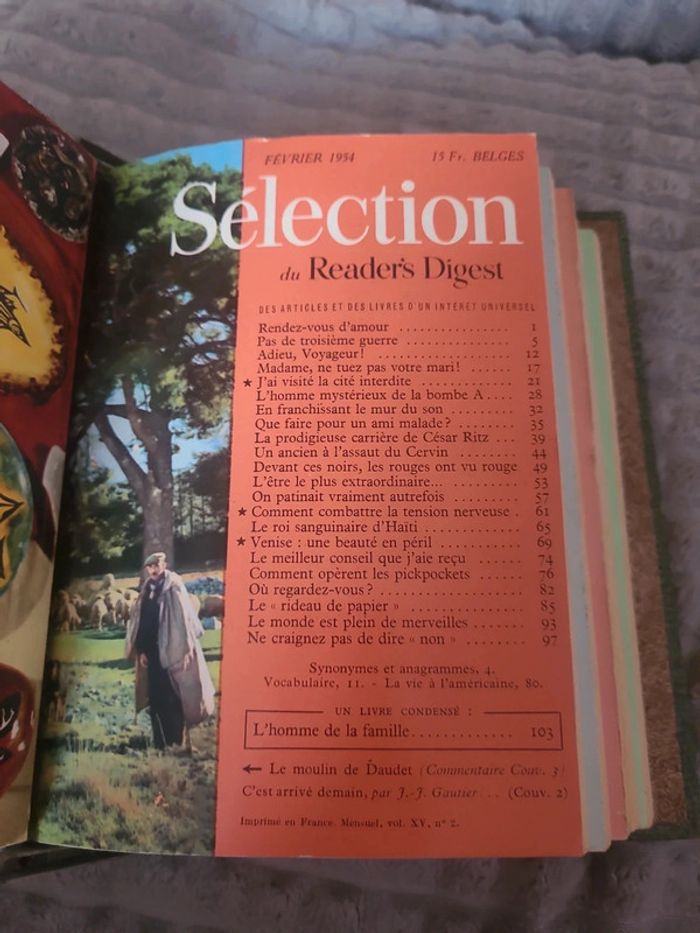 FÉVRIER 1954 15 Fr. BELGES
Sélection
du Reader's Digest
DES ARTICLES ET DES LIVRES D'UN INTÉRÊT UNIVERSEL
Rendez-vous d'amour ................ 1
Pas de troisième guerre ............... 5
Adieu, Voyageur! ................... 12
Madame, ne tuez pas votre mari! ...... 17
★ J'ai visité la cité interdite ............. 21
L'homme mystérieux de la bombe A .... 28
En franchissant le mur du son ......... 32
Que faire pour un ami malade? ........ 35
La prodigieuse carrière de César Ritz ... 39
Un ancien à l'assaut du Cervin ........ 44
Devant ces noirs, les rouges ont vu rouge 49
L'être le plus extraordinaire... ......... 53
On patinait vraiment autrefois ......... 57
★ Comment combattre la tension nerveuse . 61
Le roi sanguinaire d'Haïti ............. 65
★ Venise : une beauté en péril ........... 69
Le meilleur conseil que j'aie reçu ...... 74
Comment opèrent les pickpockets ...... 76
Où regardez-vous? ................... 82
Le « rideau de papier » ............... 85
Le monde est plein de merveilles ....... 93
Ne craignez pas de dire « non » ........ 97
Synonymes et anagrammes, 4.
Vocabulaire, 11. - La vie à l'américaine, 80.
UN LIVRE CONDENSÉ :
L'homme de la famille............. 103
← Le moulin de Daudet (Commentaire Couv. 3)
C'est arrivé demain, par J.-J. Gautier ... (Couv. 2)
Imprimé en France. Mensuel, vol. XV, n° 2.